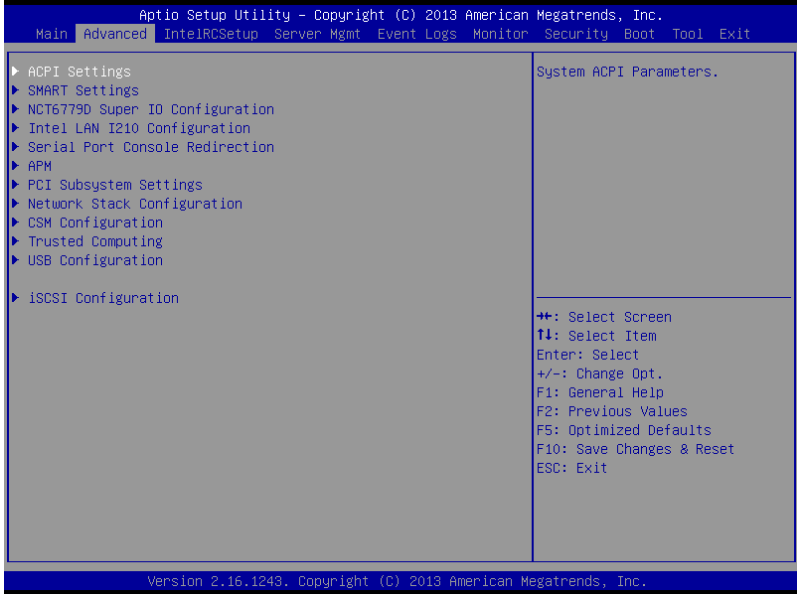 Aptio Setup Utility – Copyright (C) 2013 American Megatrends, Inc.
Main Advanced IntelRCSetup Server Mgmt Event Logs Monitor Security Boot Tool Exit
ACPI Settings
SMART Settings
NCT6779D Super IO Configuration
Intel LAN I210 Configuration
Serial Port Console Redirection
APM
PCI Subsystem Settings
Network Stack Configuration
CSM Configuration
Trusted Computing
USB Configuration
iSCSI Configuration
System ACPI Parameters.
→←: Select Screen
↑↓: Select Item
Enter: Select
+/-: Change Opt.
F1: General Help
F2: Previous Values
F5: Optimized Defaults
F10: Save Changes & Reset
ESC: Exit
Version 2.16.1243. Copyright (C) 2013 American Megatrends, Inc.